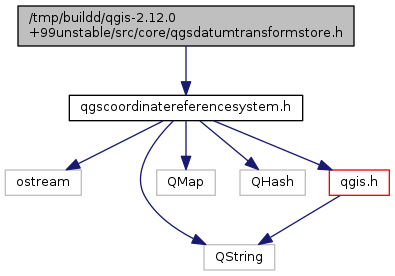 /tmp/buildd/qgis-2.12.0
+99unstable/src/core/qgsdatumtransformstore.h
qgscoordinatereferencesystem.h
ostream
QMap
QHash
qgis.h
QString